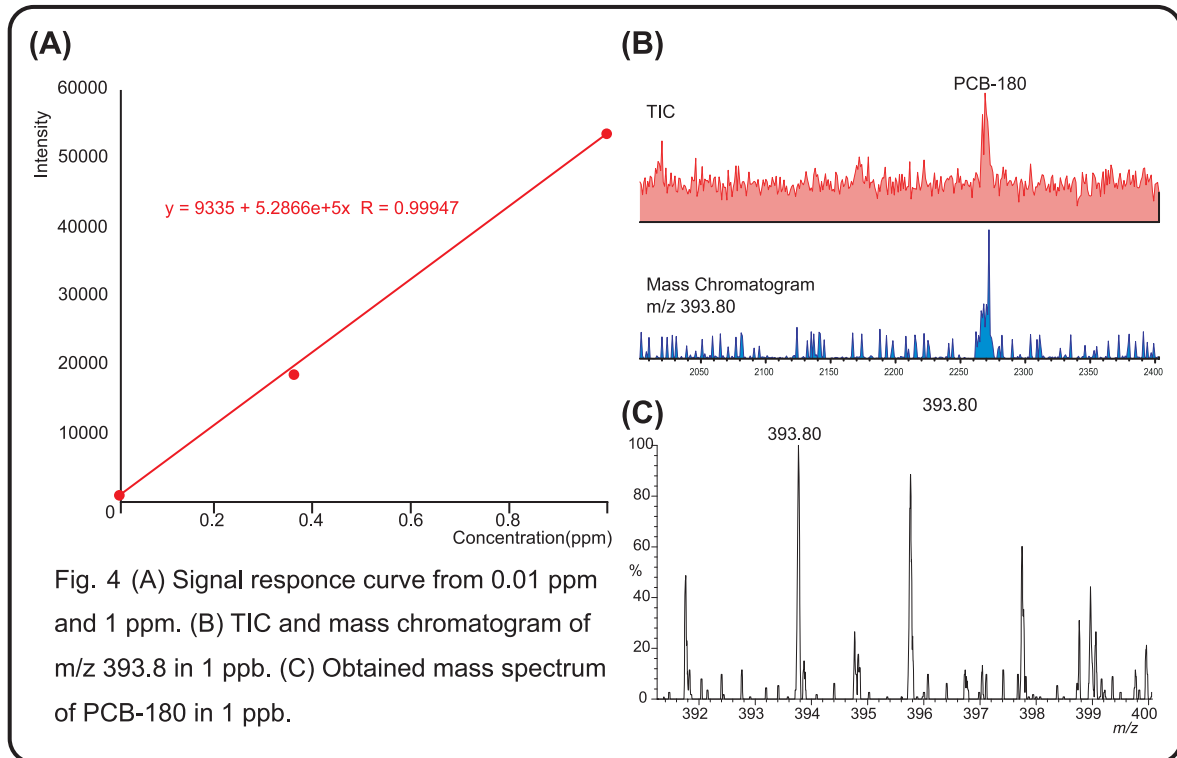 (A)
60000
50000
40000
30000
20000
10000
0
Intensity
y = 9335 + 5.2866e+5x R = 0.99947
0.2 0.4 0.6 0.8
Concentration(ppm)
Fig. 4 (A) Signal responce curve from 0.01 ppm
and 1 ppm. (B) TIC and mass chromatogram of
m/z 393.8 in 1 ppb. (C) Obtained mass spectrum
of PCB-180 in 1 ppb.
(B)
PCB-180
TIC
Mass Chromatogram
m/z 393.80
2050 2100 2150 2200 2250 2300 2350 2400
393.80
(C)
393.80
100
80
60
%
40
20
0
392 393 394 395 396 397 398 399 400
m/z